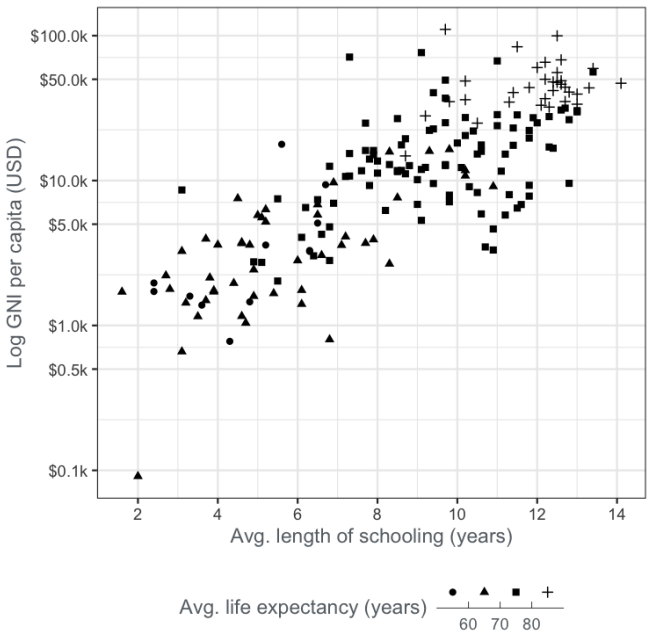 $100.0k
$50.0k
$10.0k
$5.0k
$1.0k
$0.5k
$0.1k
Log GNI per capita (USD)
2 4 6 8 10 12 14
Avg. length of schooling (years)
Avg. life expectancy (years)
60 70 80